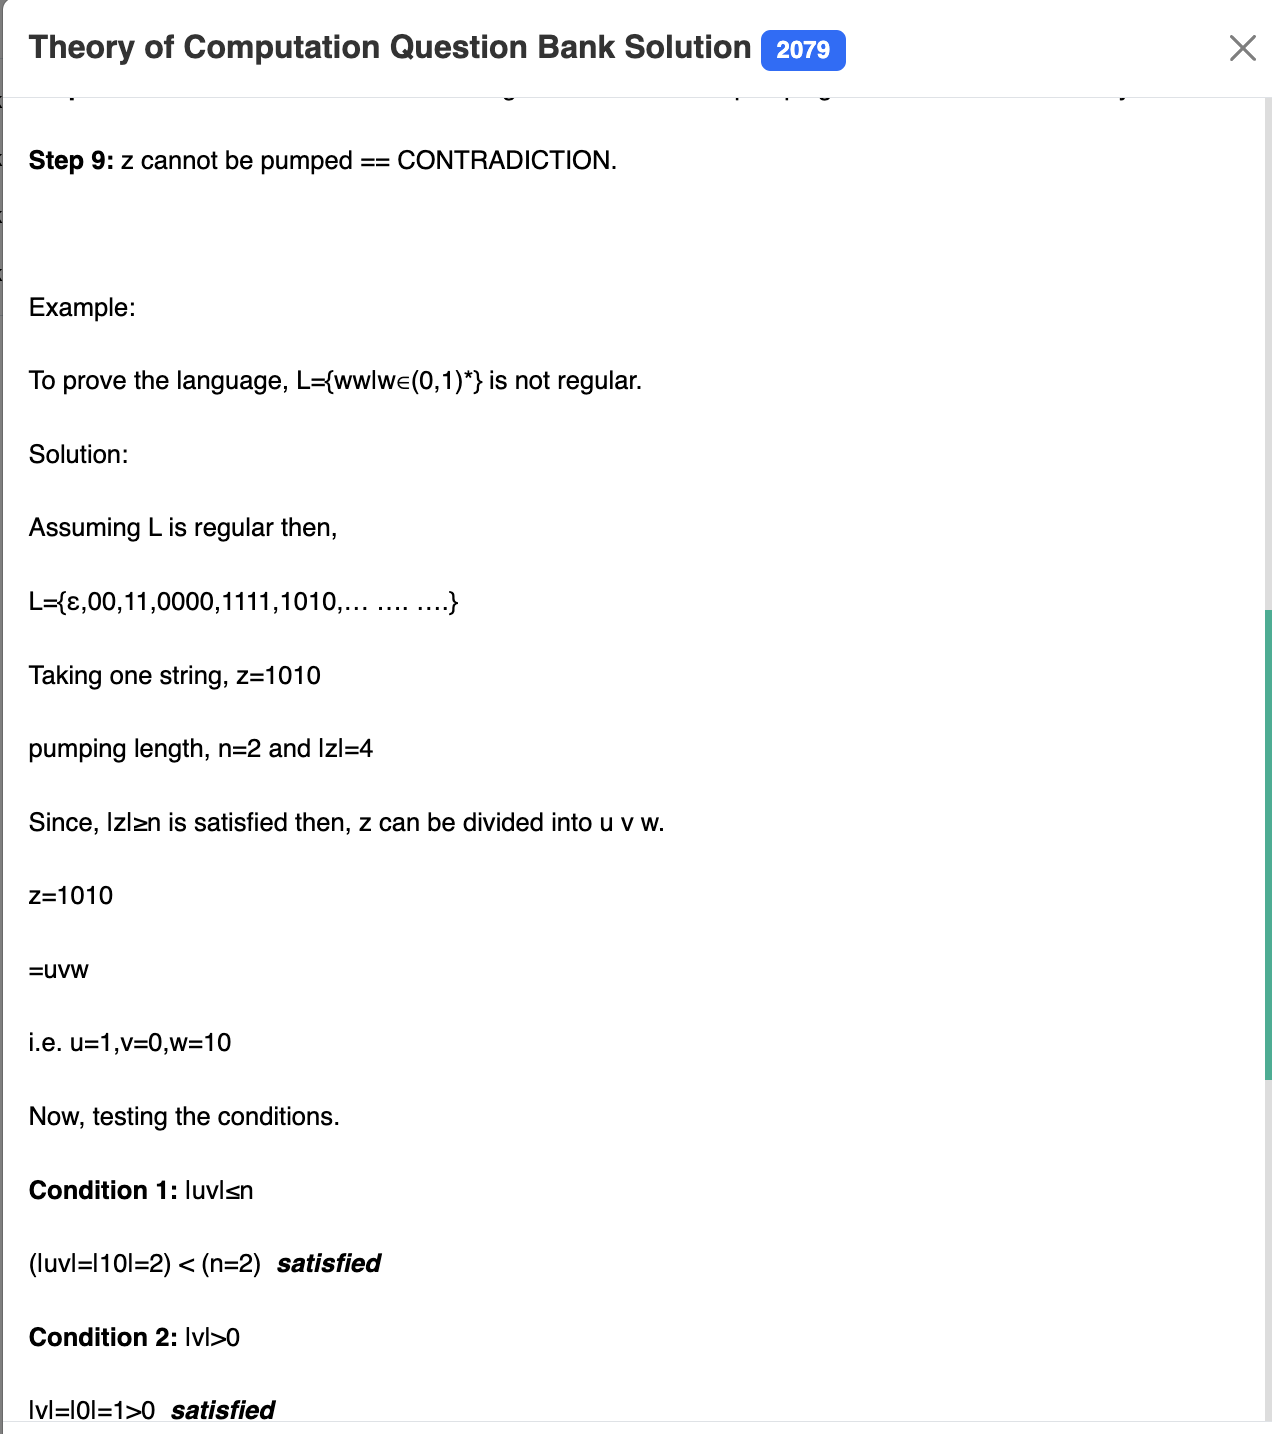 Theory of Computation Question Bank Solution 2079
Step 9: z cannot be pumped == CONTRADICTION.
Example:
To prove the language, L={ww|w∈(0,1)*} is not regular.
Solution:
Assuming L is regular then,
L={ε,00,11,0000,1111,1010,... .... ....}
Taking one string, z=1010
pumping length, n=2 and |z|=4
Since, |z|≥n is satisfied then, z can be divided into u v w.
z=1010
=uvw
i.e. u=1,v=0,w=10
Now, testing the conditions.
Condition 1: |uv|≤n
(|uv|=|10|=2) < (n=2) satisfied
Condition 2: |v|>0
|v|=|0|=1>0 satisfied